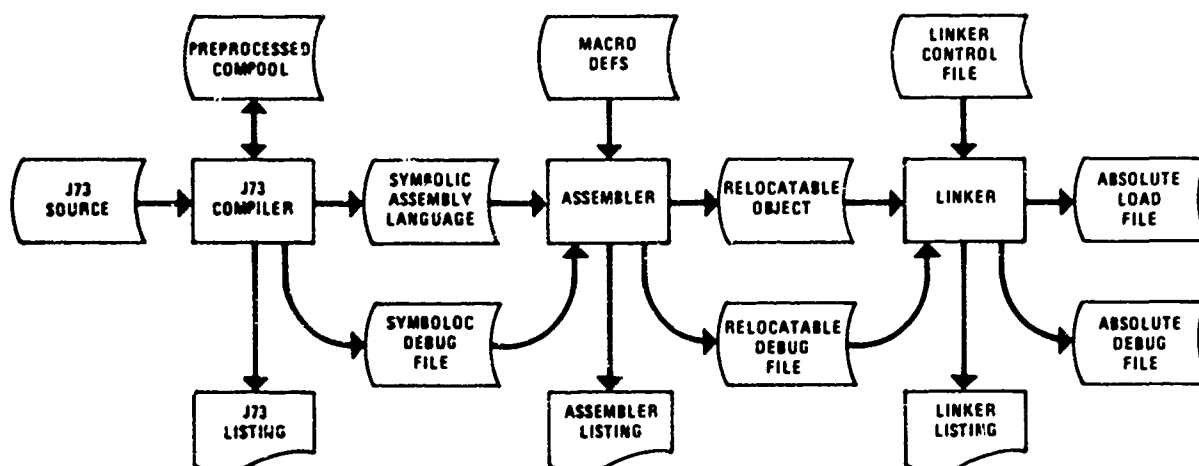 PREPROCESSED
COMPOOL
MACRO
DEFS
LINKER
CONTROL
FILE
J73
SOURCE
J73
COMPILER
SYMBOLIC
ASSEMBLY
LANGUAGE
ASSEMBLER
RELOCATABLE
OBJECT
LINKER
ABSOLUTE
LOAD
FILE
SYMBOLOC
DEBUG
FILE
RELOCATABLE
DEBUG
FILE
ABSOLUTE
DEBUG
FILE
J73
LISTING
ASSEMBLER
LISTING
LINKER
LISTING